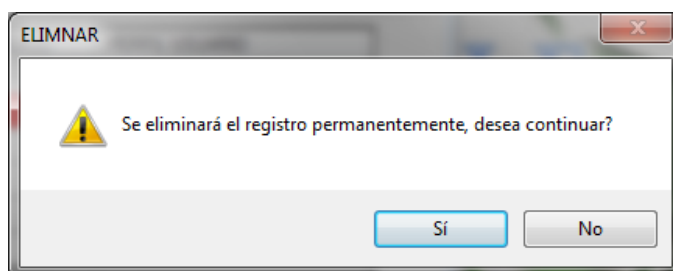 ELIMNAR
Se eliminará el registro permanentemente, desea continuar?
Sí
No